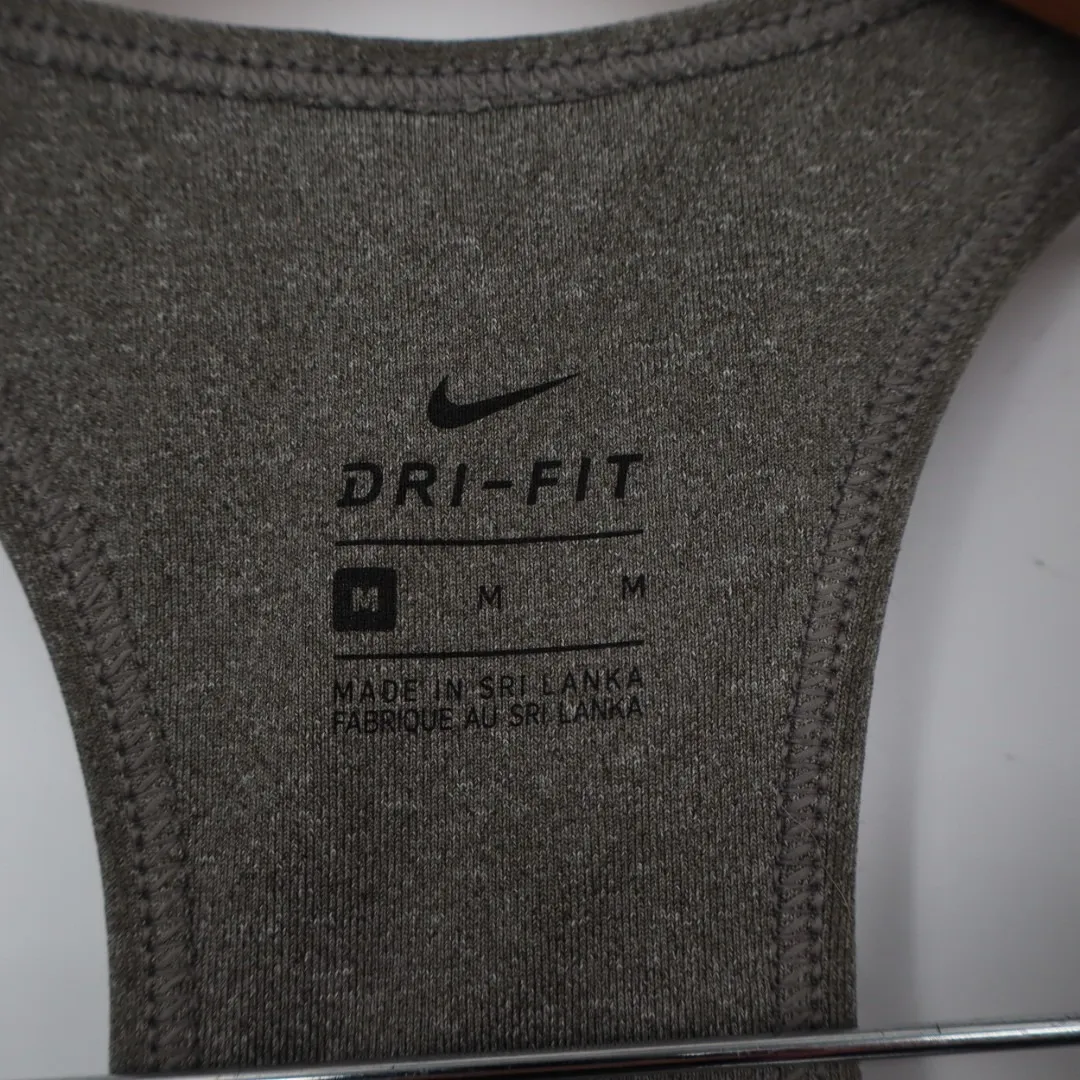 DRI-FIT
M M M
MADE IN SRI LANKA
FABRIQUE AU SRI LANKA